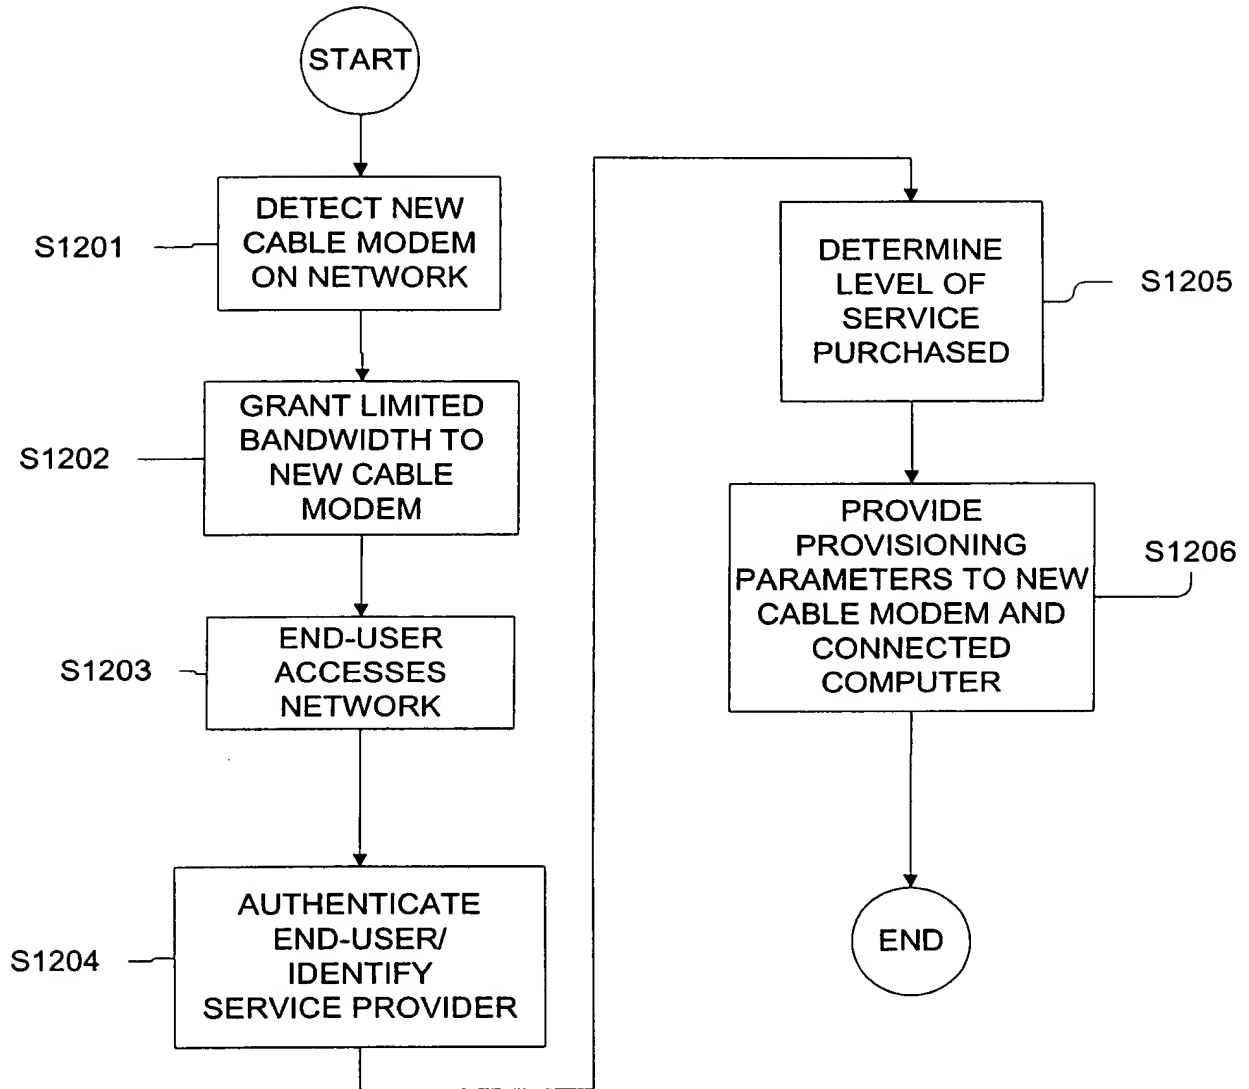 START
DETECT NEW
CABLE MODEM
ON NETWORK
S1201
GRANT LIMITED
BANDWIDTH TO
NEW CABLE
MODEM
S1202
END-USER
ACCESSES
NETWORK
S1203
AUTHENTICATE
END-USER/
IDENTIFY
SERVICE PROVIDER
S1204
DETERMINE
LEVEL OF
SERVICE
PURCHASED
S1205
PROVIDE
PROVISIONING
PARAMETERS TO NEW
CABLE MODEM AND
CONNECTED
COMPUTER
S1206
END